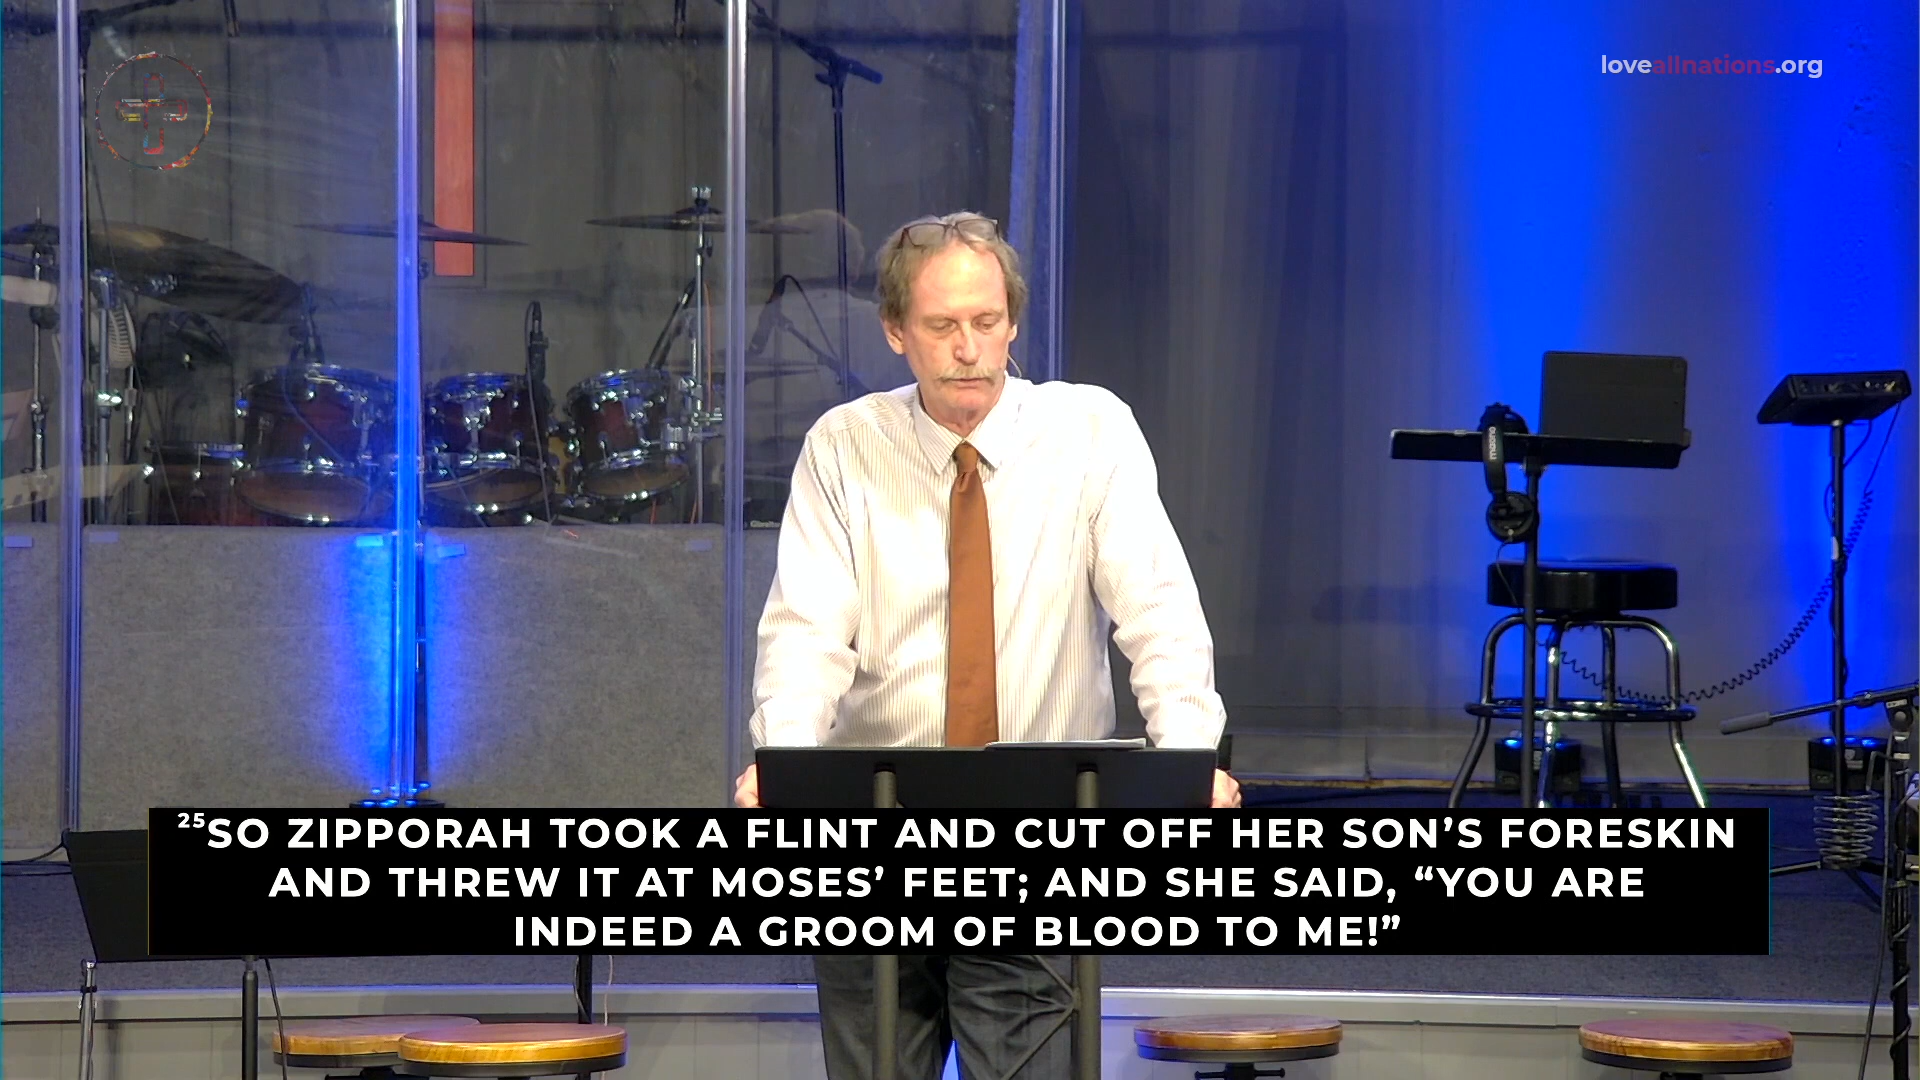 loveallnations.org
²⁵SO ZIPPORAH TOOK A FLINT AND CUT OFF HER SON’S FORESKIN
AND THREW IT AT MOSES’ FEET; AND SHE SAID, “YOU ARE
INDEED A GROOM OF BLOOD TO ME!”